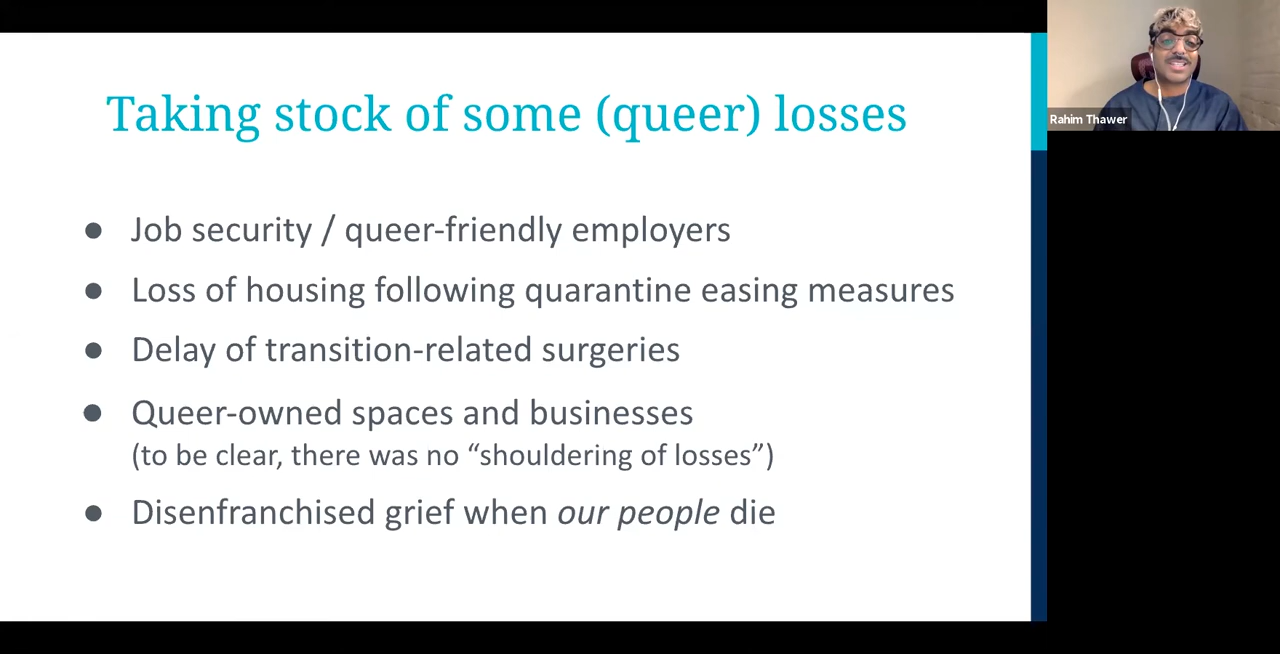 Taking stock of some (queer) losses
● Job security / queer-friendly employers
● Loss of housing following quarantine easing measures
● Delay of transition-related surgeries
● Queer-owned spaces and businesses
(to be clear, there was no “shouldering of losses”)
● Disenfranchised grief when our people die
Rahim Thawer